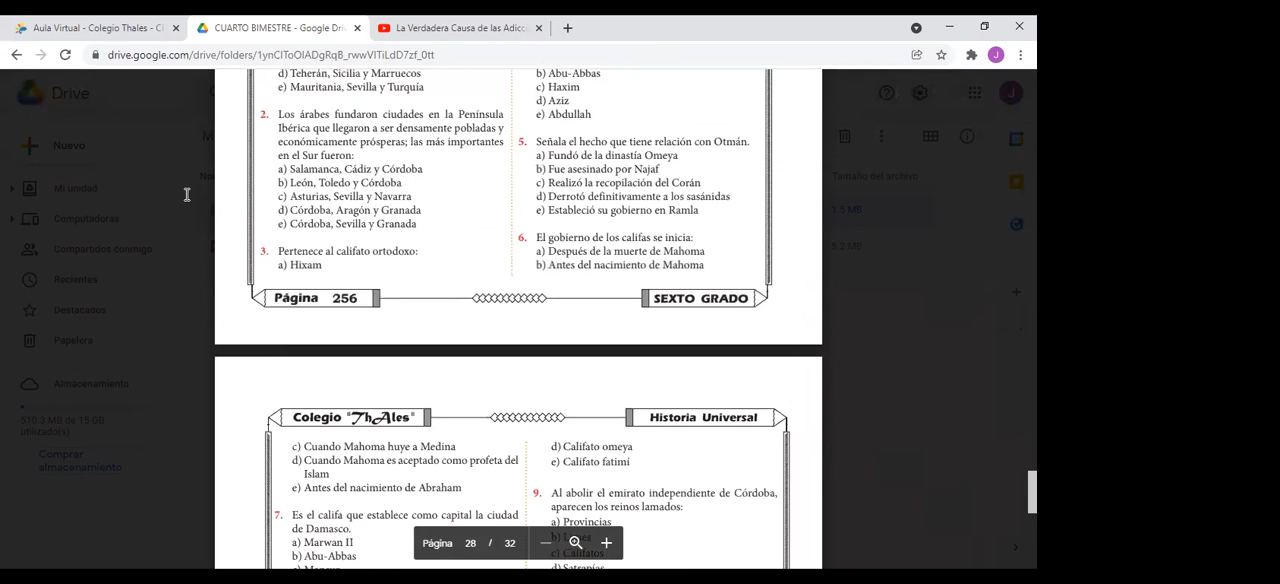 Aula Virtual - Colegio Thales - Ci
CUARTO BIMESTRE - Google Dri
La Verdadera Causa de las Adicc
drive.google.com/drive/folders/1ynCIToOIADgRqB_rwwVlTiLdD7zf_0tt
J
Drive
Nuevo
Mi unidad
Computadoras
Compartidos conmigo
Recientes
Destacados
Papelera
Almacenamiento
510.3 MB de 15 GB
utilizado(s)
Comprar
almacenamiento
Tamaño del archivo
1.5 MB
d) Teherán, Sicilia y Marruecos
e) Mauritania, Sevilla y Turquía
2. Los árabes fundaron ciudades en la Península
Ibérica que llegaron a ser densamente pobladas y
económicamente prósperas; las más importantes
en el Sur fueron:
a) Salamanca, Cádiz y Córdoba
b) León, Toledo y Córdoba
c) Asturias, Sevilla y Navarra
d) Córdoba, Aragón y Granada
e) Córdoba, Sevilla y Granada
3. Pertenece al califato ortodoxo:
a) Hixam
b) Abu-Abbas
c) Haxim
d) Aziz
e) Abdullah
5. Señala el hecho que tiene relación con Otmán.
a) Fundó de la dinastía Omeya
b) Fue asesinado por Najaf
c) Realizó la recopilación del Corán
d) Derrotó definitivamente a los sasánidas
e) Estableció su gobierno en Ramla
6. El gobierno de los califas se inicia:
a) Después de la muerte de Mahoma
b) Antes del nacimiento de Mahoma
Página 256
SEXTO GRADO
Colegio "ThAles"
Historia Universal
c) Cuando Mahoma huye a Medina
d) Cuando Mahoma es aceptado como profeta del
Islam
e) Antes del nacimiento de Abraham
7. Es el califa que establece como capital la ciudad
de Damasco.
a) Marwan II
b) Abu-Abbas
d) Califato omeya
e) Califato fatimí
9. Al abolir el emirato independiente de Córdoba,
aparecen los reinos lamados:
a) Provincias
c) Califatos
d) Satrapías
Página 28 / 32